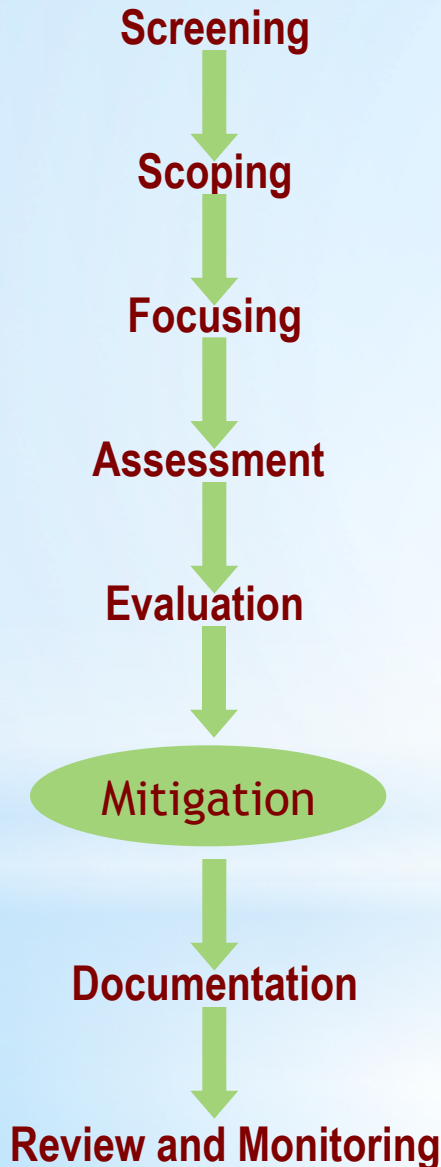 Screening
Scoping
Focusing
Assessment
Evaluation
Mitigation
Documentation
Review and Monitoring